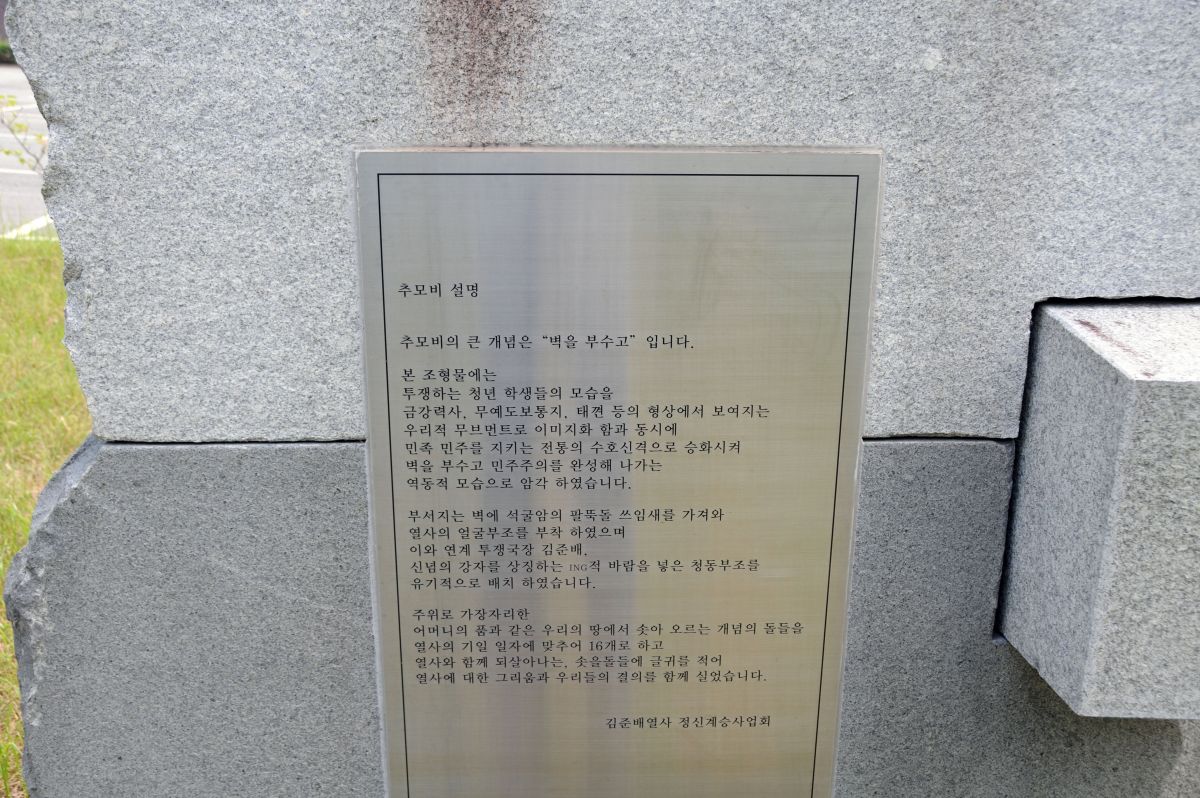 추모비 설명
추모비의 큰 개념은 “벽을 부수고” 입니다.
본 조형물에는
투쟁하는 청년 학생들의 모습을
금강력사, 무예도보통지, 태껸 등의 형상에서 보여지는
우리적 무브먼트로 이미지화 함과 동시에
민족 민주를 지키는 전통의 수호신격으로 승화시켜
벽을 부수고 민주주의를 완성해 나가는
역동적 모습으로 암각 하였습니다.
부서지는 벽에 석굴암의 팔뚝돌 쓰임새를 가져와
열사의 얼굴부조를 부착 하였으며
이와 연계 투쟁국장 김준배,
신념의 강자를 상징하는 ING적 바람을 넣은 청동부조를
유기적으로 배치 하였습니다.
주위로 가장자리한
어머니의 품과 같은 우리의 땅에서 솟아 오르는 개념의 돌들을
열사의 기일 일자에 맞추어 16개로 하고
열사와 함께 되살아나는, 솟을돌들에 글귀를 적어
열사에 대한 그리움과 우리들의 결의를 함께 실었습니다.
김준배열사 정신계승사업회